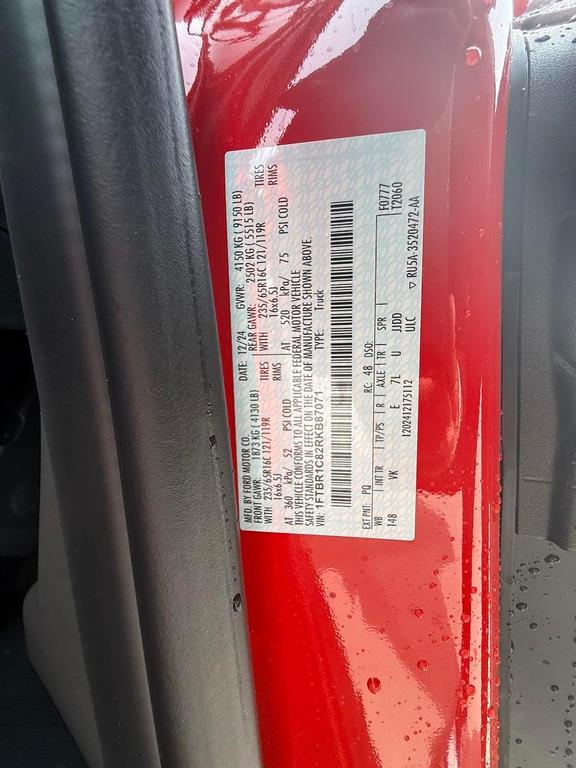 MFD. BY FORD MOTOR CO.
DATE: 12/24 GVWR: 4150 KG ( 9150 LB)
FRONT GAWR: 1873 KG (4130 LB) REAR GAWR: 2502 KG (5515 LB)
WITH 235/65R16C 121/119R TIRES WITH 235/65R16C 121/119R TIRES
16x6.5J RIMS 16x6.5J RIMS
AT 360 kPa/ 52 PSI COLD AT 520 kPa/ 75 PSI COLD
THIS VEHICLE CONFORMS TO ALL APPLICABLE FEDERAL MOTOR VEHICLE
SAFETY STANDARDS IN EFFECT ON THE DATE OF MANUFACTURE SHOWN ABOVE.
VIN: 1FTBR1C82RKB87071 TYPE: Truck
EXT PNT: PQ RC: 48 DSO: F0777
WB INT TR TP/PS R AXLE TR SPR T2060
148 VK E 7L U JJDD
ULC
1202412175112 ▽ RU5A-3520472-AA